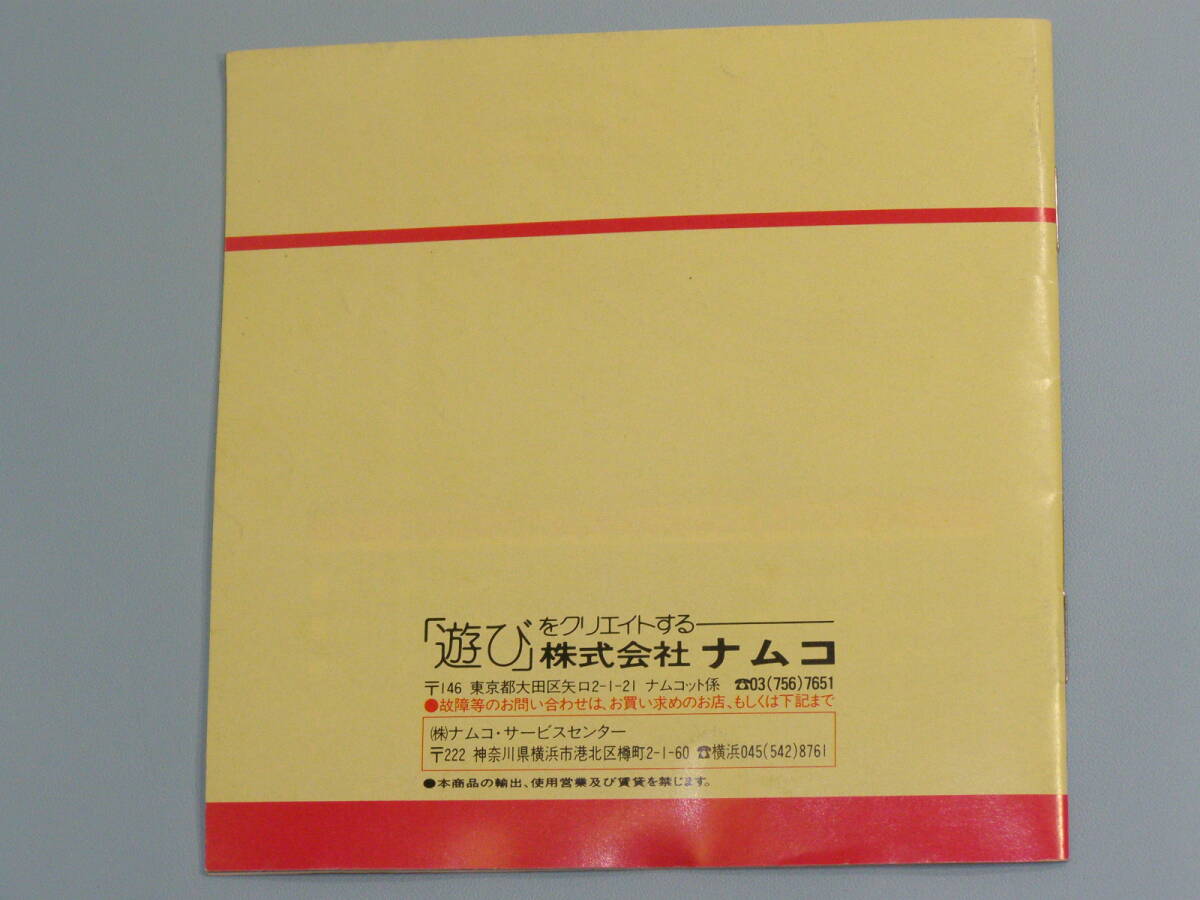 「遊び」をクリエイトする
株式会社 ナムコ
〒146 東京都大田区矢口2-1-21 ナムコット係 ☎03(756)7651
●故障等のお問い合わせは、お買い求めのお店、もしくは下記まで
㈱ナムコ・サービスセンター
〒222 神奈川県横浜市港北区樽町2-1-60 ☎横浜045(542)8761
●本商品の輸出、使用営業及び賃貸を禁じます。